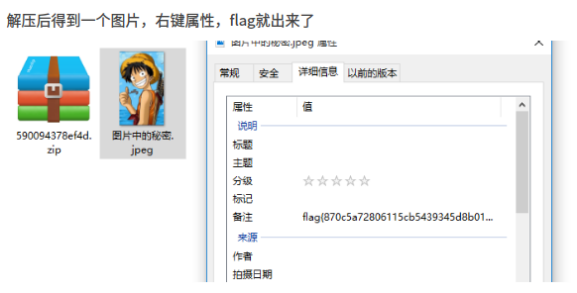 解压后得到一个图片，右键属性，flag就出来了
590094378ef4d.
zip
图片中的秘密.
jpeg
图片中的秘密.jpeg 属性
常规 安全 详细信息 以前的版本
属性 值
说明
标题
主题
分级
标记
备注 flag{870c5a72806115cb5439345d8b01...
来源
作者
拍摄日期